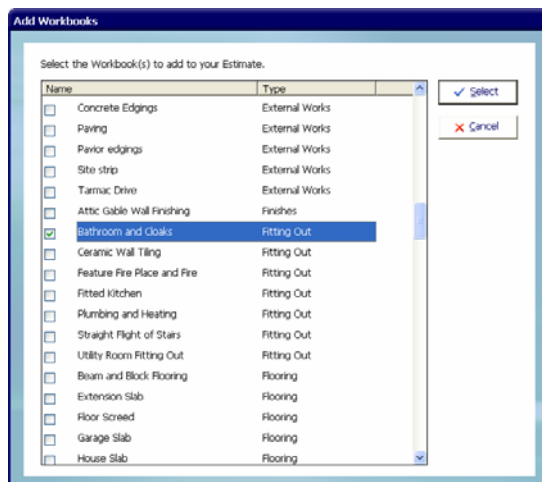 Add Workbooks
Select the Workbook(s) to add to your Estimate.
Name Type
Select
Cancel
Concrete Edgings External Works
Paving External Works
Pavior edgings External Works
Site strip External Works
Tarmac Drive External Works
Attic Gable Wall Finishing Finishes
Bathroom and Cloaks Fitting Out
Ceramic Wall Tiling Fitting Out
Feature Fire Place and Fire Fitting Out
Fitted Kitchen Fitting Out
Plumbing and Heating Fitting Out
Straight Flight of Stairs Fitting Out
Utility Room Fitting Out Fitting Out
Beam and Block Flooring Flooring
Extension Slab Flooring
Floor Screed Flooring
Garage Slab Flooring
House Slab Flooring